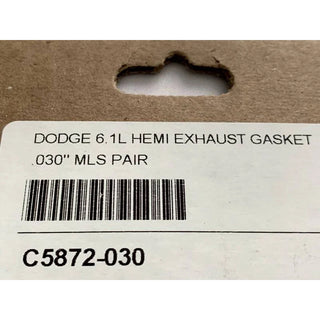 DODGE 6.1L HEMI EXHAUST GASKET
.030" MLS PAIR
C5872-030